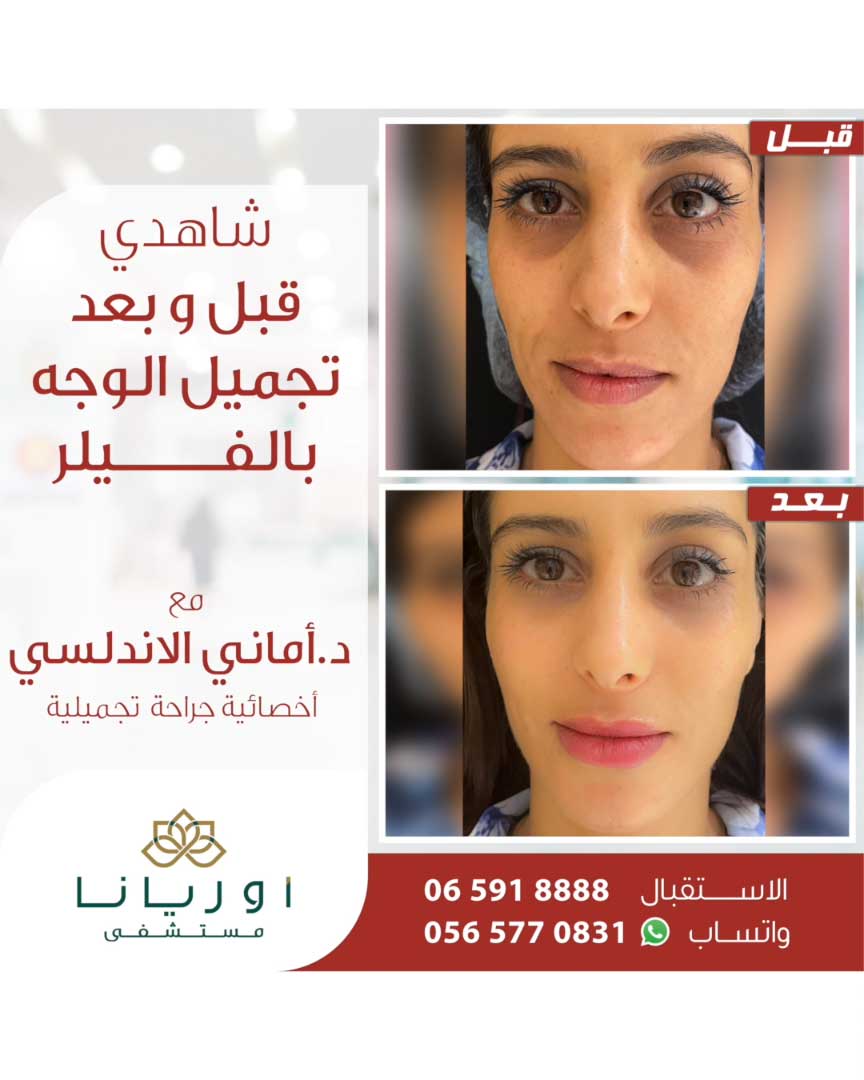 شاهدي
قبل و بعد
تجميل الوجه
بالفيلر
مع
د.أماني الاندلسي
أخصائية جراحة تجميلية
اوريانا
مستشفى
قبل
بعد
الاستقبال 06 591 8888
واتساب 056 577 0831